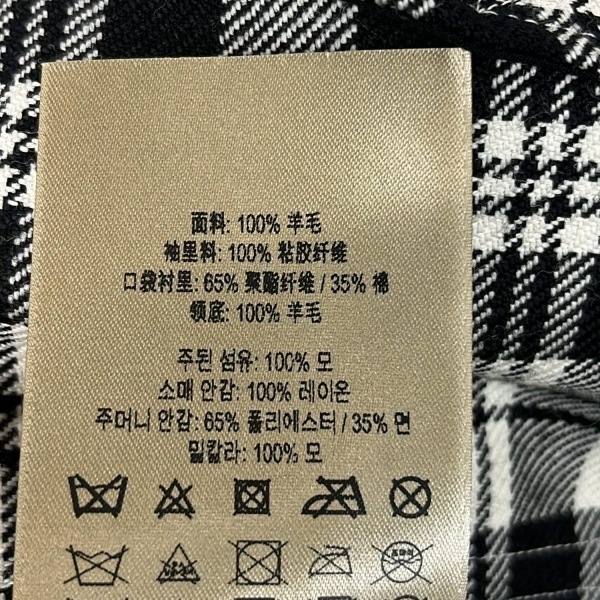 面料: 100% 羊毛
袖里料: 100% 粘胶纤维
口袋衬里: 65% 聚酯纤维 / 35% 棉
领底: 100% 羊毛
주된 섬유: 100% 모
소매 안감: 100% 레이온
주머니 안감: 65% 폴리에스터 / 35% 면
밑칼라: 100% 모